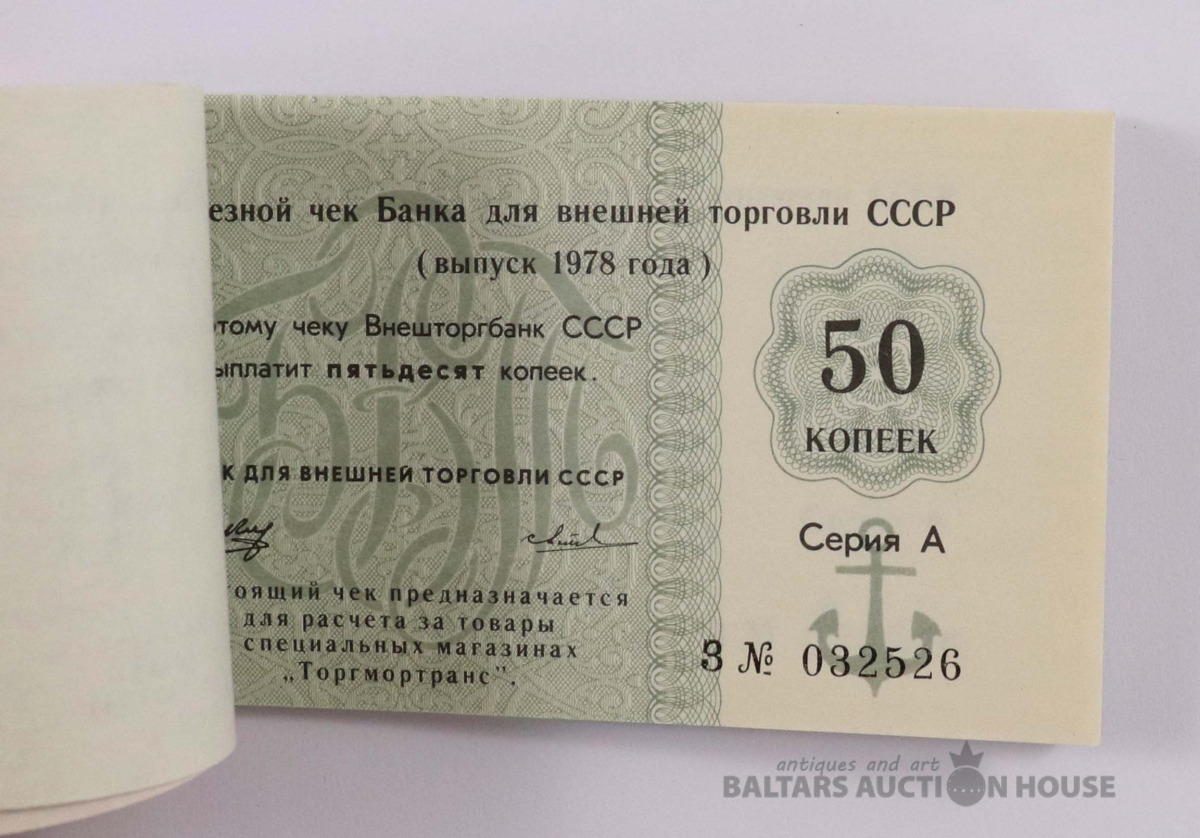 езной чек Банка для внешней торговли СССР
(выпуск 1978 года)
этому чеку Внешторгбанк СССР
ыплатит пятьдесят копеек.
К ДЛЯ ВНЕШНЕЙ ТОРГОВЛИ СССР
тоящий чек предназначается
для расчета за товары
специальных магазинах
„Торгмортранс".
50
КОПЕЕК
Серия А
З № 032526
antiques and art
BALTARS AUCTION HOUSE